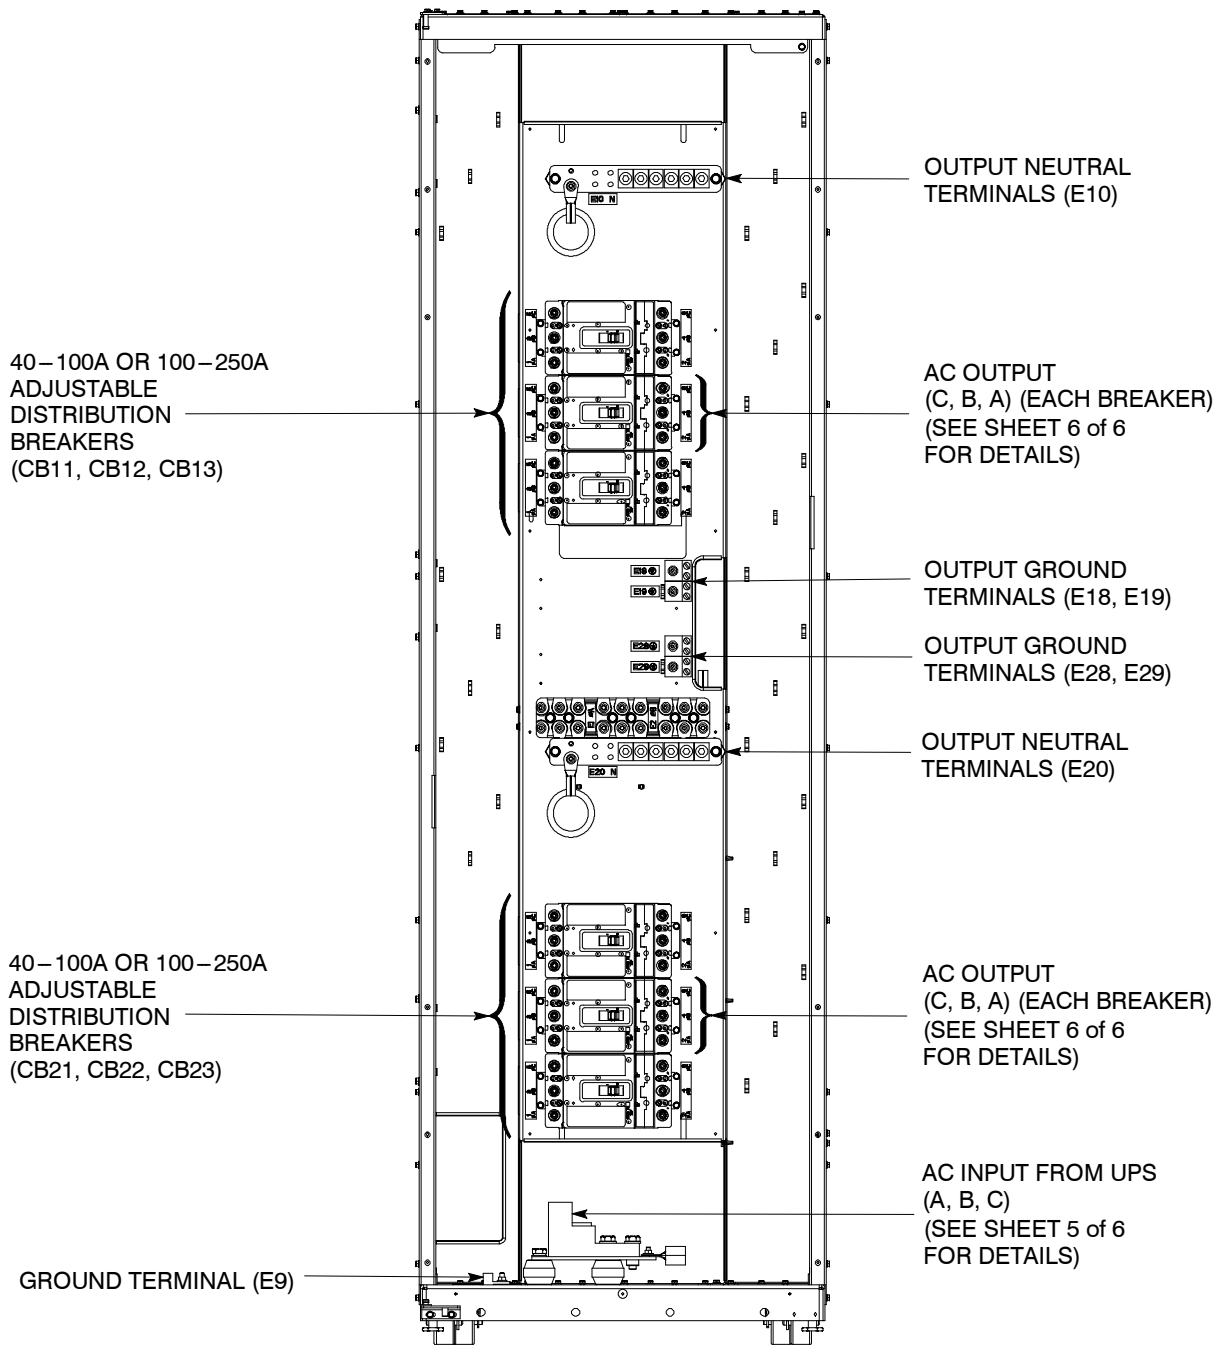 OUTPUT NEUTRAL
TERMINALS (E10)
E10 N
40–100A OR 100–250A
ADJUSTABLE
DISTRIBUTION
BREAKERS
(CB11, CB12, CB13)
AC OUTPUT
(C, B, A) (EACH BREAKER)
(SEE SHEET 6 of 6
FOR DETAILS)
E18
E19
OUTPUT GROUND
TERMINALS (E18, E19)
E28
E29
OUTPUT GROUND
TERMINALS (E28, E29)
OUTPUT NEUTRAL
TERMINALS (E20)
E20 N
40–100A OR 100–250A
ADJUSTABLE
DISTRIBUTION
BREAKERS
(CB21, CB22, CB23)
AC OUTPUT
(C, B, A) (EACH BREAKER)
(SEE SHEET 6 of 6
FOR DETAILS)
AC INPUT FROM UPS
(A, B, C)
(SEE SHEET 5 of 6
FOR DETAILS)
GROUND TERMINAL (E9)